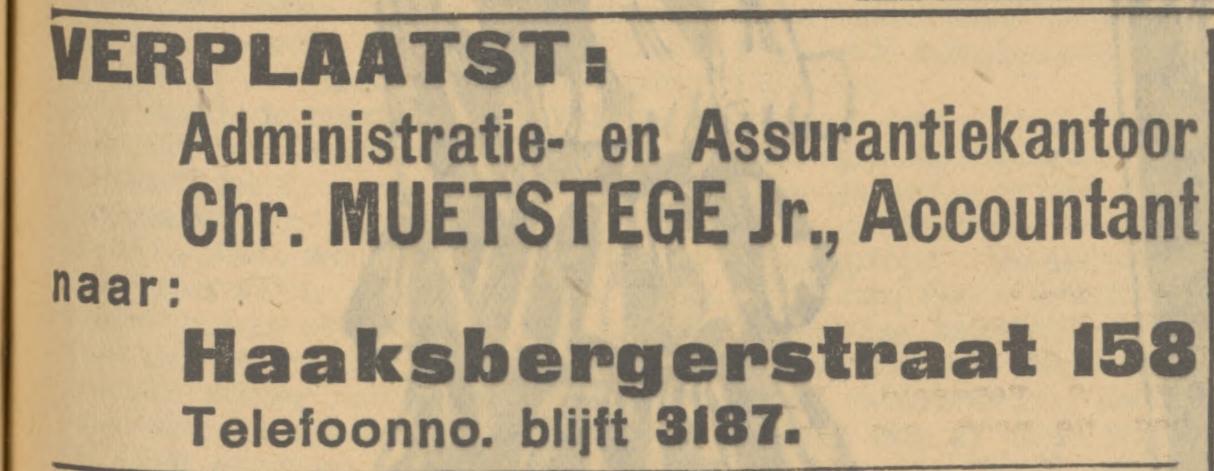 VERPLAATST:
Administratie- en Assurantiekantoor
Chr. MUETSTEGE Jr., Accountant
naar:
Haaksbergerstraat 158
Telefoonno. blijft 3187.